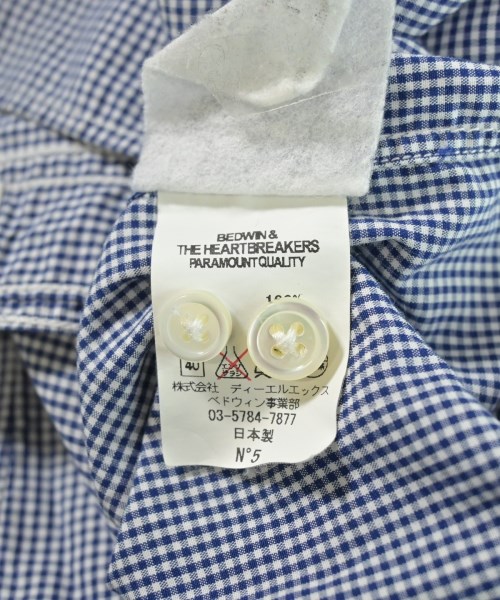 BEDWIN &
THE HEARTBREAKERS
PARAMOUNT QUALITY
100%
40
株式会社 ディーエルエックス
ベドウィン事業部
03-5784-7877
日本製
N°5